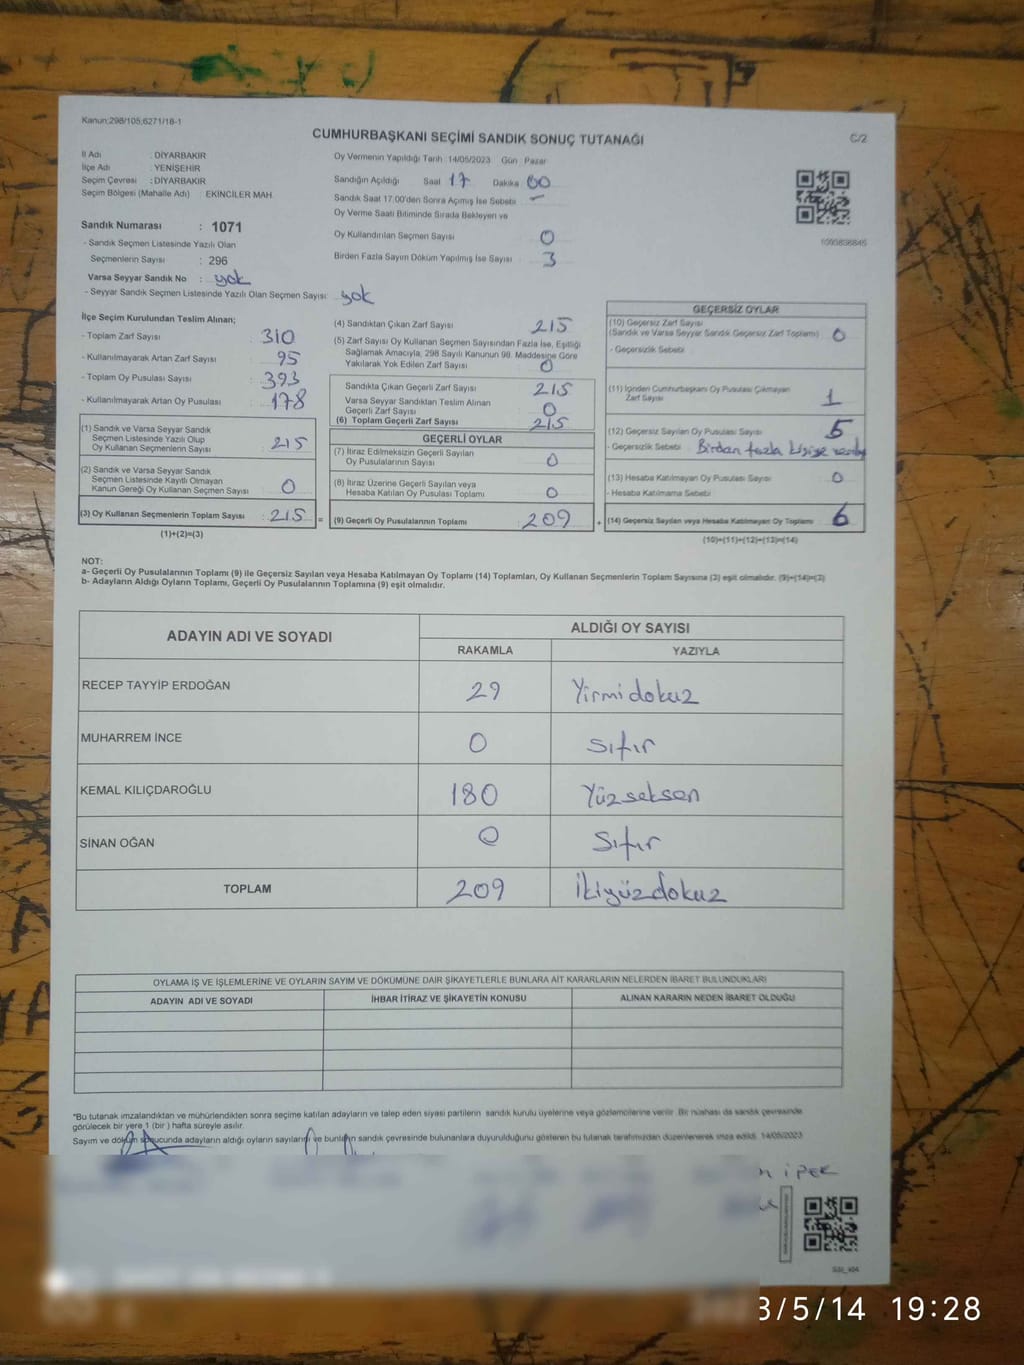 Kanun;298/105;6271/18-1
CUMHURBAŞKANI SEÇİMİ SANDIK SONUÇ TUTANAĞI
C/2
İl Adı : DİYARBAKIR
İlçe Adı : YENİŞEHİR
Seçim Çevresi : DİYARBAKIR
Seçim Bölgesi (Mahalle Adı) : EKİNCİLER MAH.
Sandık Numarası : 1071
- Sandık Seçmen Listesinde Yazılı Olan
Seçmenlerin Sayısı : 296
Varsa Seyyar Sandık No : yok
- Seyyar Sandık Seçmen Listesinde Yazılı Olan Seçmen Sayısı: yok
Oy Vermenin Yapıldığı Tarih : 14/05/2023 Gün : Pazar
Sandığın Açıldığı Saat 17 Dakika 00
Sandık Saat 17.00'den Sonra Açımış İse Sebebi : –
Oy Verme Saati Bitiminde Sırada Bekleyen ve
Oy Kullandırılan Seçmen Sayısı : 0
Birden Fazla Sayım Döküm Yapılmış İse Sayısı : 3
1093836845
İlçe Seçim Kurulundan Teslim Alınan;
- Toplam Zarf Sayısı : 310
- Kullanılmayarak Artan Zarf Sayısı : 95
- Toplam Oy Pusulası Sayısı : 393
- Kullanılmayarak Artan Oy Pusulası : 178
(1) Sandık ve Varsa Seyyar Sandık
Seçmen Listesinde Yazılı Olup
Oy Kullanan Seçmenlerin Sayısı : 215
(2) Sandık ve Varsa Seyyar Sandık
Seçmen Listesinde Kayıtlı Olmayan
Kanun Gereği Oy Kullanan Seçmen Sayısı : 0
(3) Oy Kullanan Seçmenlerin Toplam Sayısı : 215 =
(1)+(2)=(3)
(4) Sandıktan Çıkan Zarf Sayısı : 215
(5) Zarf Sayısı Oy Kullanan Seçmen Sayısından Fazla İse, Eşitliği
Sağlamak Amacıyla, 298 Sayılı Kanunun 98. Maddesine Göre
Yakılarak Yok Edilen Zarf Sayısı : 0
Sandıkta Çıkan Geçerli Zarf Sayısı : 215
Varsa Seyyar Sandıktan Teslim Alınan
Geçerli Zarf Sayısı : 0
(6) Toplam Geçerli Zarf Sayısı : 215
GEÇERLİ OYLAR
(7) İtiraz Edilmeksizin Geçerli Sayılan
Oy Pusulalarının Sayısı : 0
(8) İtiraz Üzerine Geçerli Sayılan veya
Hesaba Katılan Oy Pusulası Toplamı : 0
(9) Geçerli Oy Pusulalarının Toplamı : 209 +
GEÇERSİZ OYLAR
(10) Geçersiz Zarf Sayısı
(Sandık ve Varsa Seyyar Sandık Geçersiz Zarf Toplamı) : 0
- Geçersizlik Sebebi :
(11) İçinden Cumhurbaşkanı Oy Pusulası Çıkmayan
Zarf Sayısı : 1
(12) Geçersiz Sayılan Oy Pusulası Sayısı : 5
- Geçersizlik Sebebi : Birden fazla kişiye
(13) Hesaba Katılmayan Oy Pusulası Sayısı : 0
- Hesaba Katılmama Sebebi :
(14) Geçersiz Sayılan veya Hesaba Katılmayan Oy Toplamı : 6
(10)+(11)+(12)+(13)=(14)
NOT:
a- Geçerli Oy Pusulalarının Toplamı (9) ile Geçersiz Sayılan veya Hesaba Katılmayan Oy Toplamı (14) Toplamları, Oy Kullanan Seçmenlerin Toplam Sayısına (3) eşit olmalıdır. (9)+(14)=(3)
b- Adayların Aldığı Oyların Toplamı, Geçerli Oy Pusulalarının Toplamına (9) eşit olmalıdır.
ADAYIN ADI VE SOYADI
ALDIĞI OY SAYISI
RAKAMLA YAZIYLA
RECEP TAYYIP ERDOĞAN 29 Yirmidokuz
MUHARREM İNCE 0 Sıfır
KEMAL KILIÇDAROĞLU 180 Yüzseksen
SİNAN OĞAN 0 Sıfır
TOPLAM 209 İkiyüzdokuz
OYLAMA İŞ VE İŞLEMLERİNE VE OYLARIN SAYIM VE DÖKÜMÜNE DAİR ŞİKAYETLERLE BUNLARA AİT KARARLARIN NELERDEN İBARET BULUNDUKLARI
ADAYIN ADI VE SOYADI İHBAR İTİRAZ VE ŞİKAYETİN KONUSU ALINAN KARARIN NEDEN İBARET OLDUĞU
*Bu tutanak imzalandıktan ve mühürlendikten sonra seçime katılan adayların ve talep eden siyasi partilerin sandık kurulu üyelerine veya gözlemcilerine verilir. Bir nüshası da sandık çevresinde
görülecek bir yere 1 (bir ) hafta süreyle asılır.
Sayım ve döküm sonucunda adayların aldığı oyların sayılarını ve bunların sandık çevresinde bulunanlara duyurulduğunu gösteren bu tutanak tarafımızdan düzenlenerek imza edildi. 14/05/2023
İPEK
3/5/14 19:28